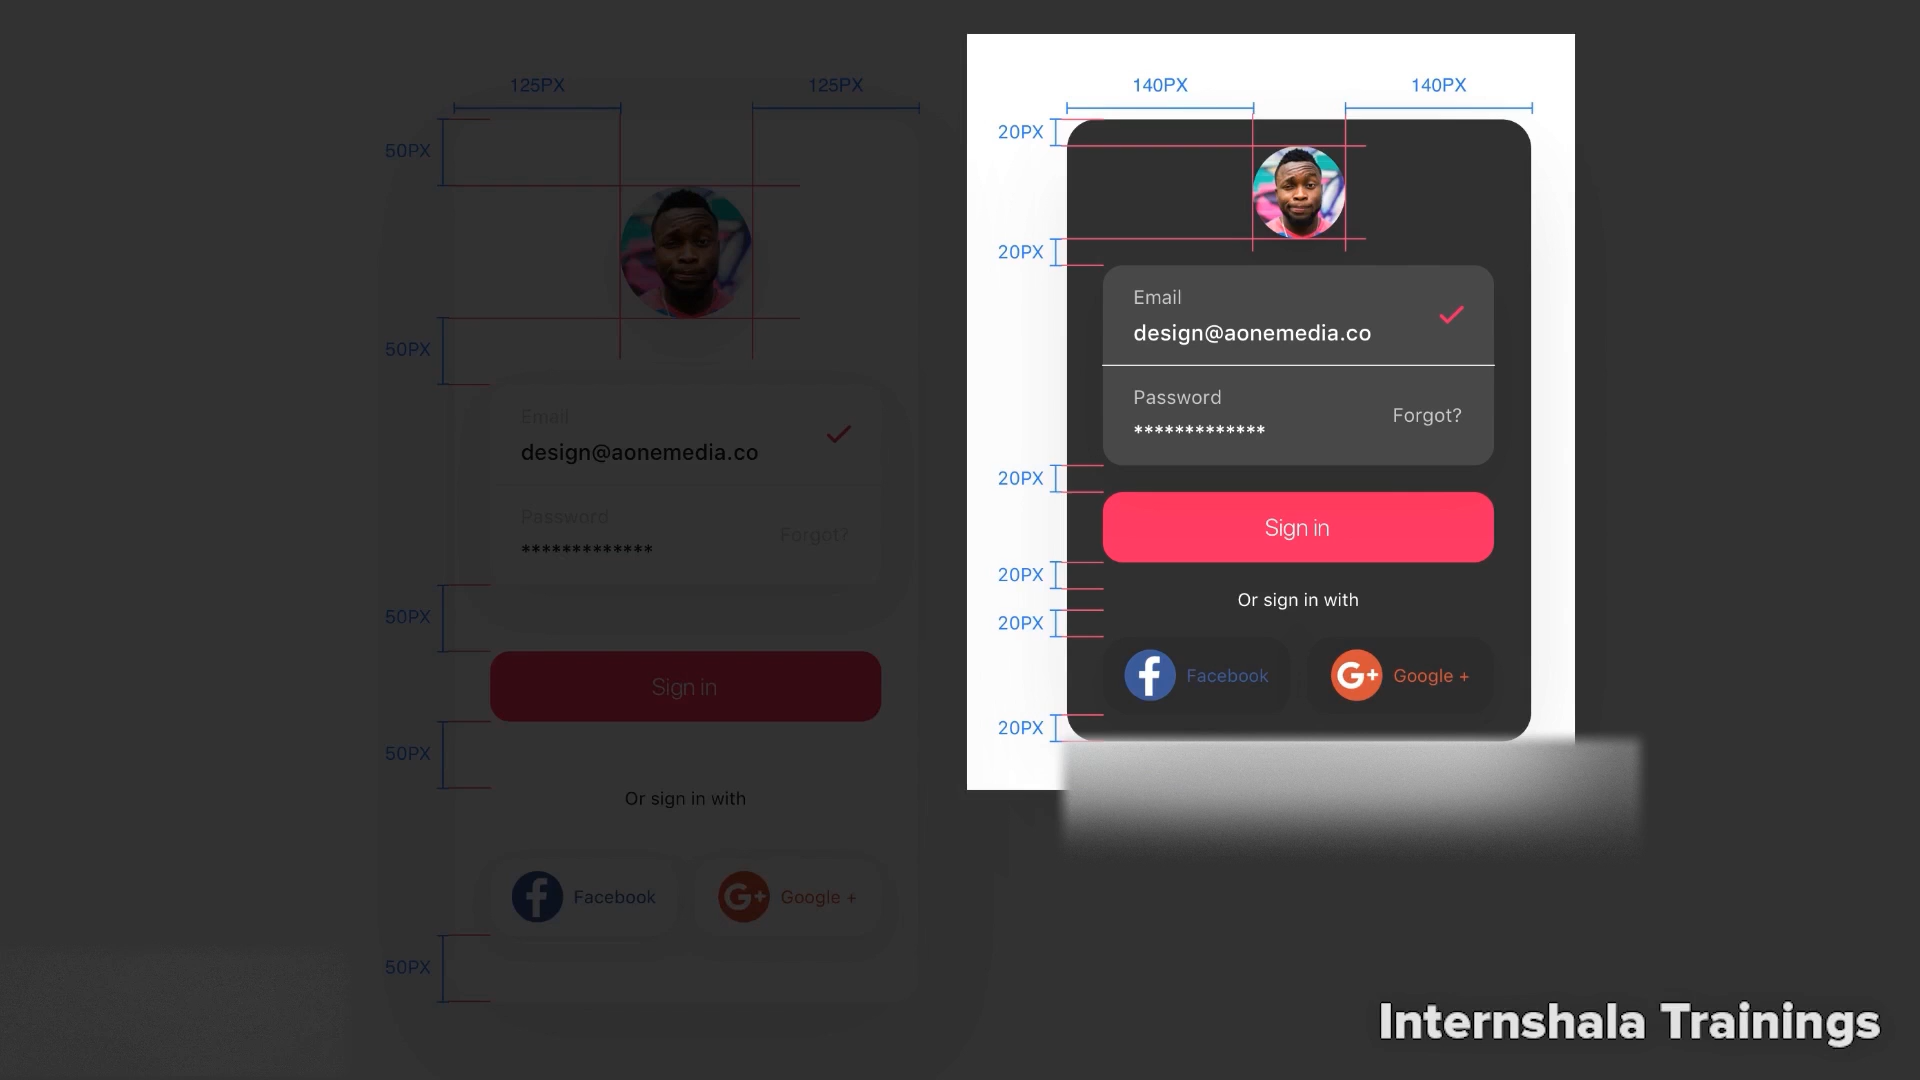 125PX
125PX
50PX
50PX
Email
design@aonemedia.co
Password
Forgot?
*************
50PX
Sign in
50PX
Or sign in with
Facebook
G+
Google +
50PX
140PX
140PX
20PX
20PX
Email
design@aonemedia.co
Password
Forgot?
*************
20PX
Sign in
20PX
Or sign in with
20PX
Facebook
G+
Google +
20PX
Internshala Trainings